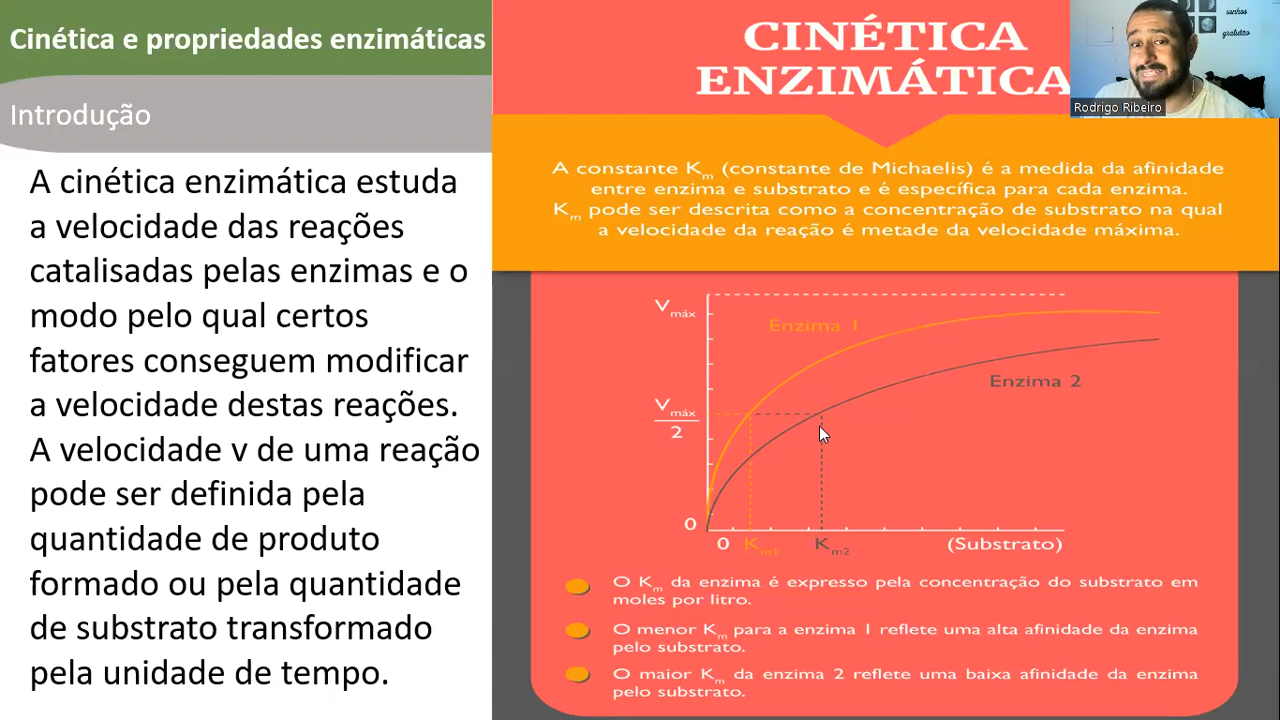 Cinética e propriedades enzimáticas
Introdução
A cinética enzimática estuda
a velocidade das reações
catalisadas pelas enzimas e o
modo pelo qual certos
fatores conseguem modificar
a velocidade destas reações.
A velocidade v de uma reação
pode ser definida pela
quantidade de produto
formado ou pela quantidade
de substrato transformado
pela unidade de tempo.
CINÉTICA
ENZIMÁTICA
sonhos
gratidão
Rodrigo Ribeiro
A constante Km (constante de Michaelis) é a medida da afinidade
entre enzima e substrato e é específica para cada enzima.
Km pode ser descrita como a concentração de substrato na qual
a velocidade da reação é metade da velocidade máxima.
Vmáx
Enzima 1
Enzima 2
Vmáx
2
0
0 Km1 Km2 (Substrato)
O Km da enzima é expresso pela concentração do substrato em
moles por litro.
O menor Km para a enzima 1 reflete uma alta afinidade da enzima
pelo substrato.
O maior Km da enzima 2 reflete uma baixa afinidade da enzima
pelo substrato.